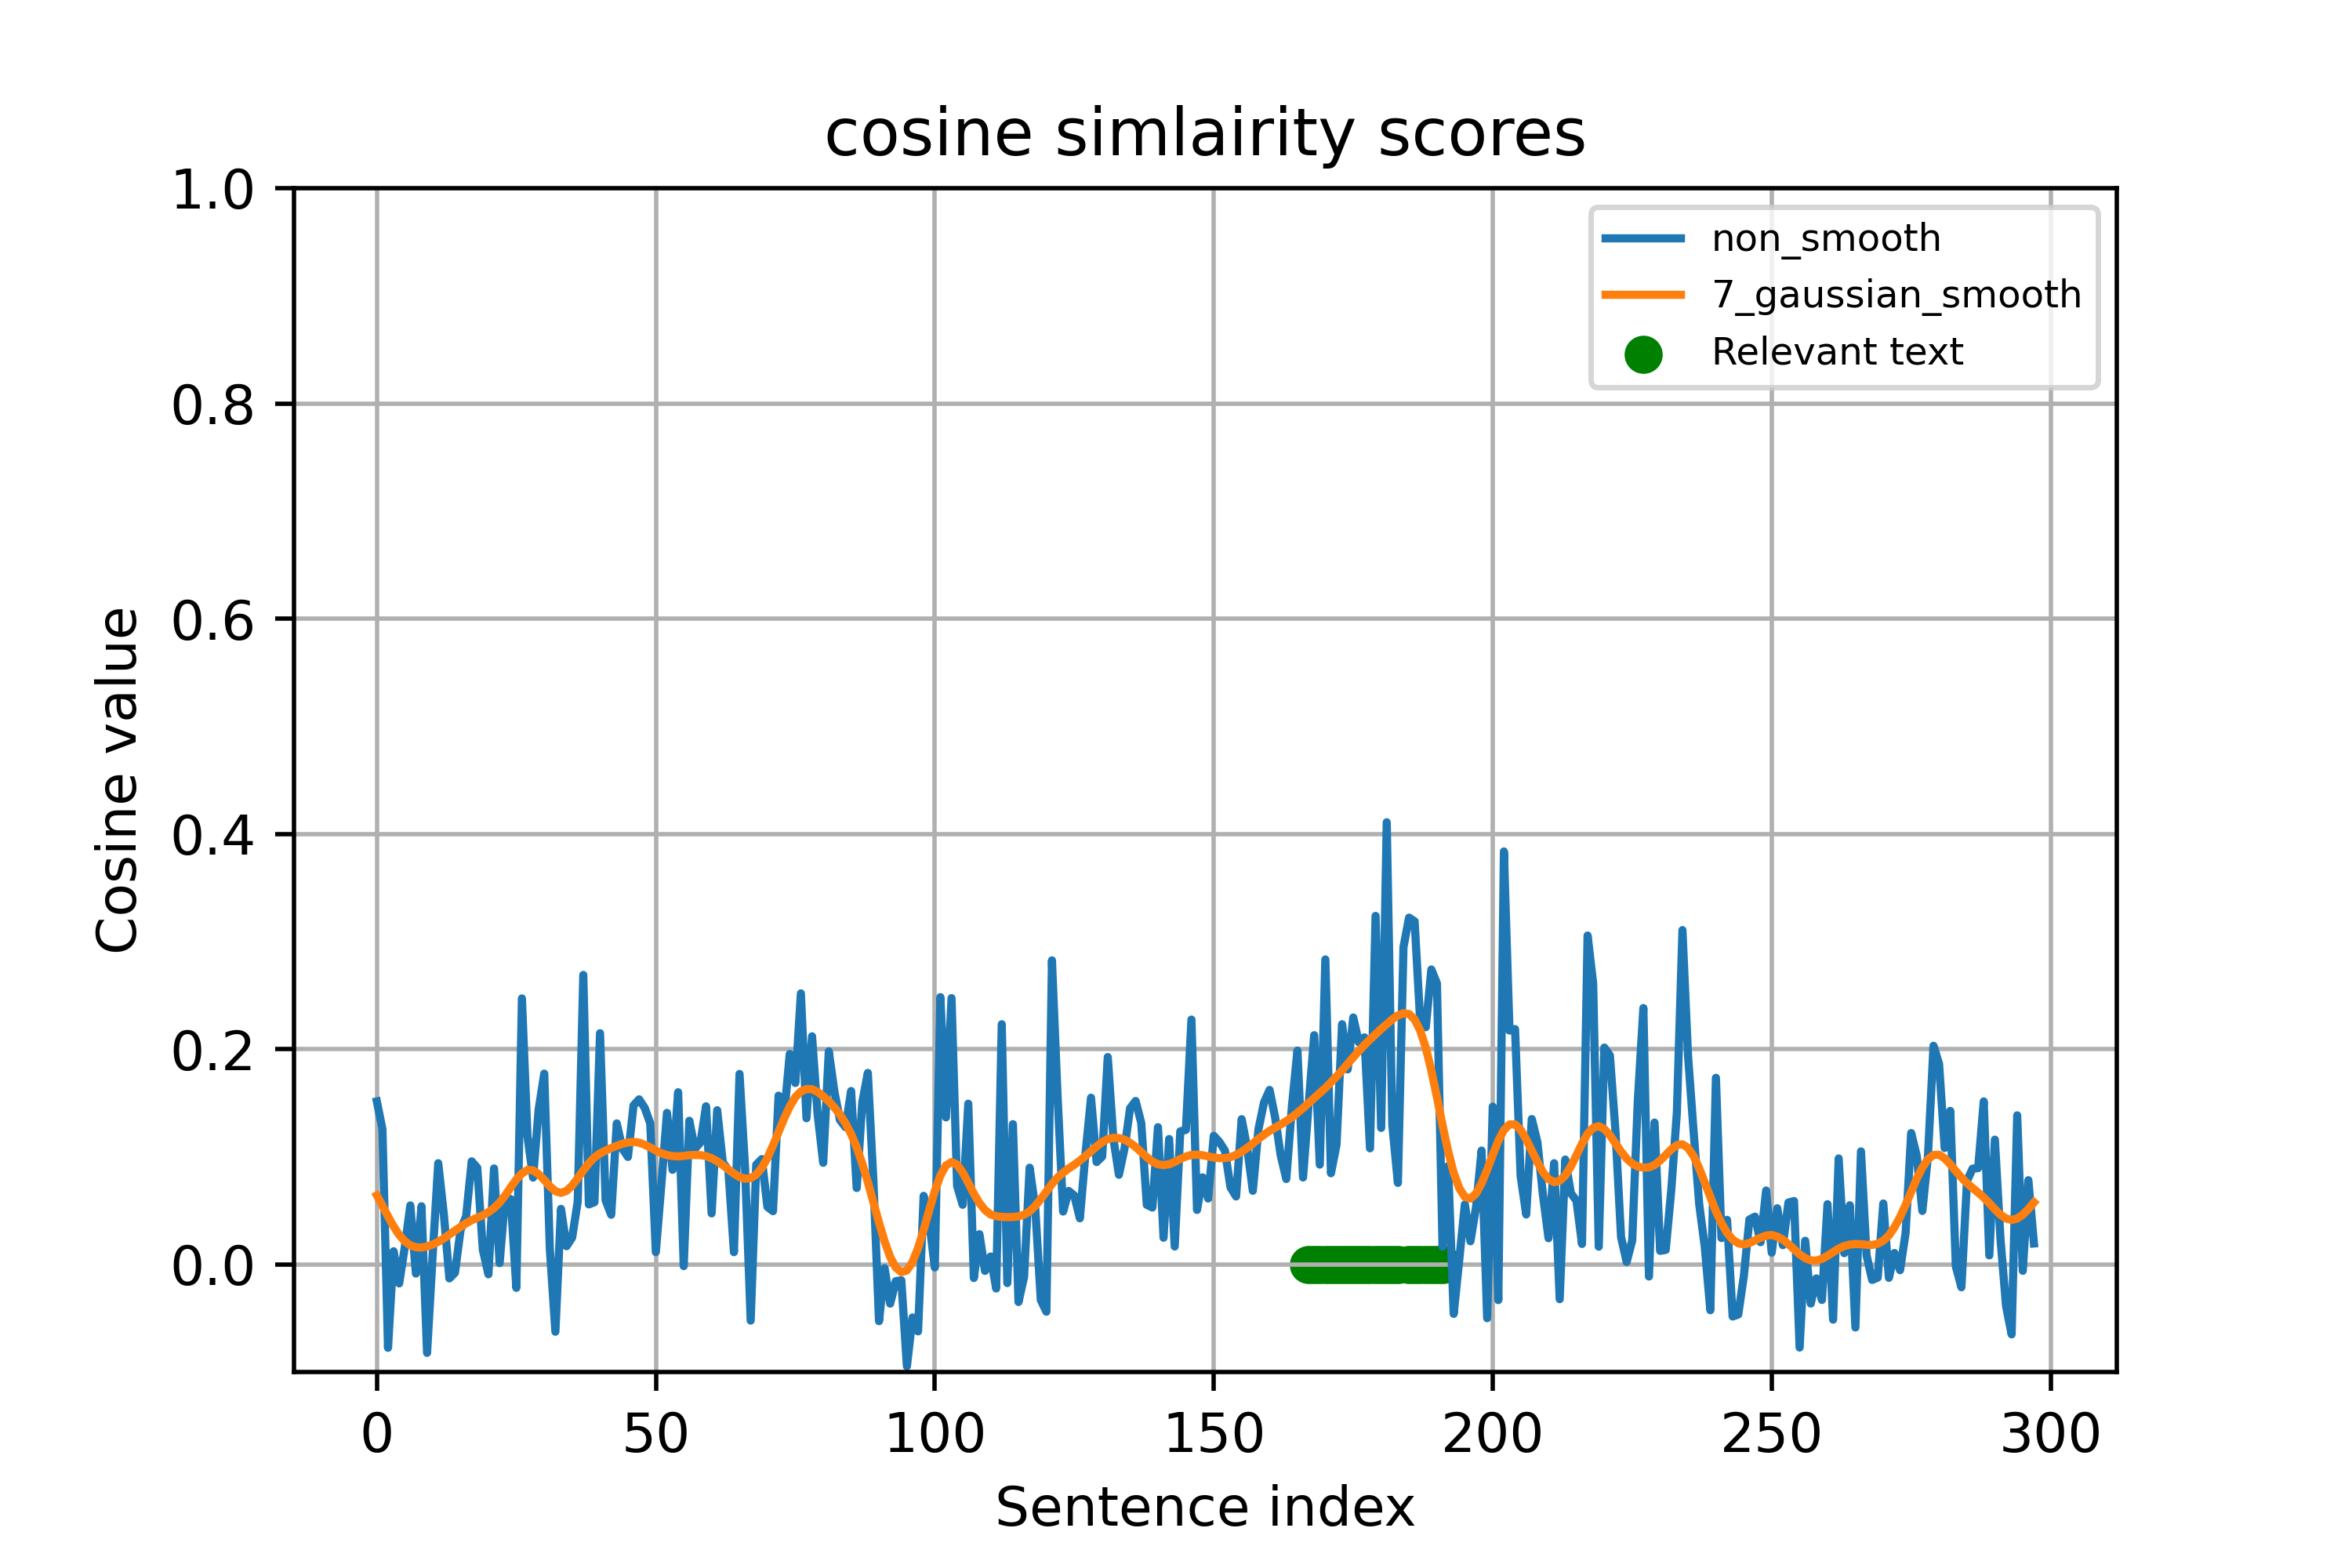 cosine simlairity scores
1.0
0.8
0.6
0.4
0.2
0.0
Cosine value
non_smooth
7_gaussian_smooth
Relevant text
0 50 100 150 200 250 300
Sentence index